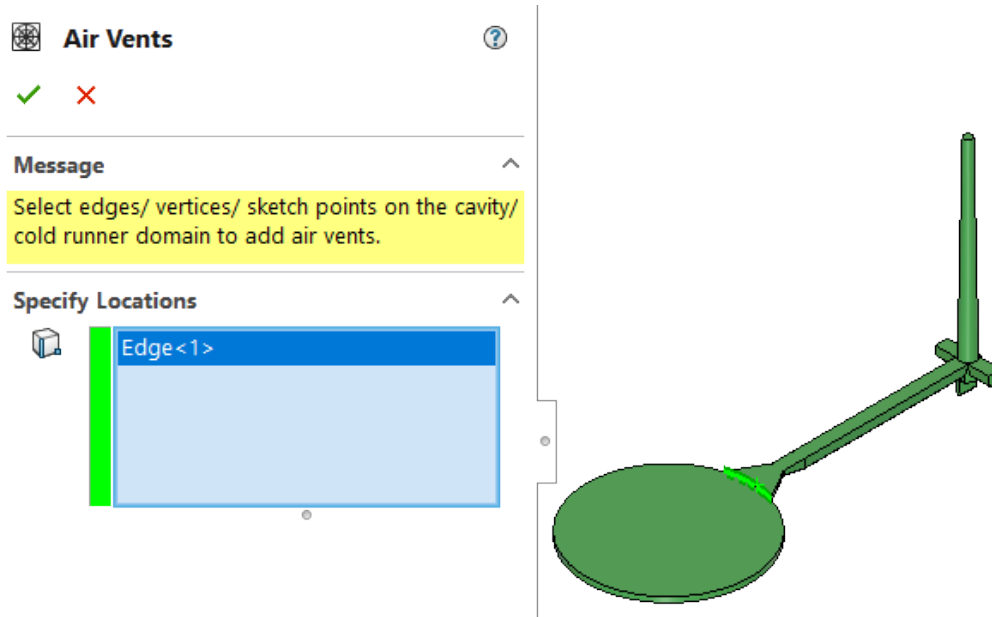 Air Vents
?
Message
Select edges/ vertices/ sketch points on the cavity/
cold runner domain to add air vents.
Specify Locations
Edge<1>